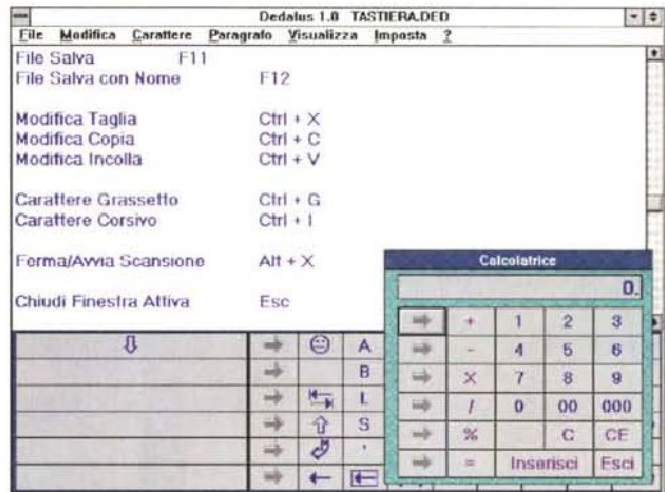 Dedalus 1.0 TASTIERA.DED
File Modifica Carattere Paragrafo Visualizza Imposta ?
File Salva F11
File Salva con Nome F12
Modifica Taglia Ctrl + X
Modifica Copia Ctrl + C
Modifica Incolla Ctrl + V
Carattere Grassetto Ctrl + G
Carattere Corsivo Ctrl + I
Ferma/Avvia Scansione Alt + X
Chiudi Finestra Attiva Esc
A
B
L
S
'
Calcolatrice
0.
+ 1 2 3
- 4 5 6
X 7 8 9
/ 0 00 000
% C CE
= Inserisci Esci